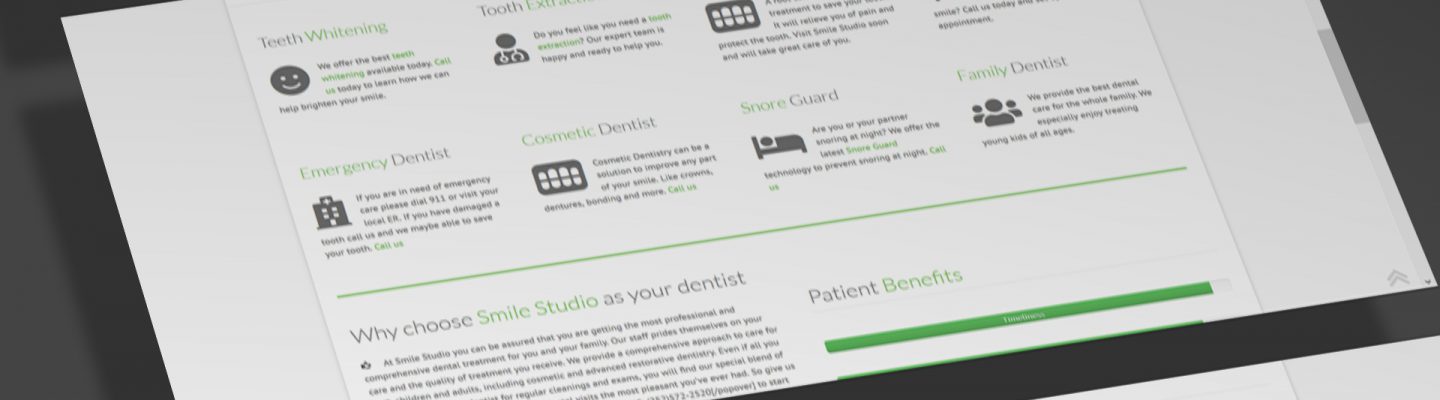 Teeth Whitening
We offer the best teeth
whitening available today. Call
us today to learn how we can
help brighten your smile.
Tooth
Do you feel like you need a tooth
extraction? Our expert team is
happy and ready to help you.
treatment to save your
it will relieve you of pain and
protect the tooth. Visit Smile Studio soon
and will take great care of you.
smile? Call us today and
appointment.
Emergency Dentist
If you are in need of emergency
care please dial 911 or visit your
local ER. If you have damaged a
tooth call us and we maybe able to save
your tooth. Call us
Cosmetic Dentist
Cosmetic Dentistry can be a
solution to improve any part
of your smile. Like crowns,
dentures, bonding and more. Call us
Snore Guard
Are you or your partner
snoring at night? We offer the
latest Snore Guard
technology to prevent snoring at night. Call
us
Family Dentist
We provide the best dental
care for the whole family. We
especially enjoy treating
young kids of all ages.
Why choose Smile Studio as your dentist
At Smile Studio you can be assured that you are getting the most professional and
comprehensive dental treatment for you and your family. Our staff prides themselves on your
care and the quality of treatment you receive. We provide a comprehensive approach to care for
children and adults, including cosmetic and advanced restorative dentistry. Even if all you
for regular cleanings and exams, you will find our special blend of
visits the most pleasant you've ever had. So give us
572-2520[/popover] to start
Patient Benefits
Timeliness